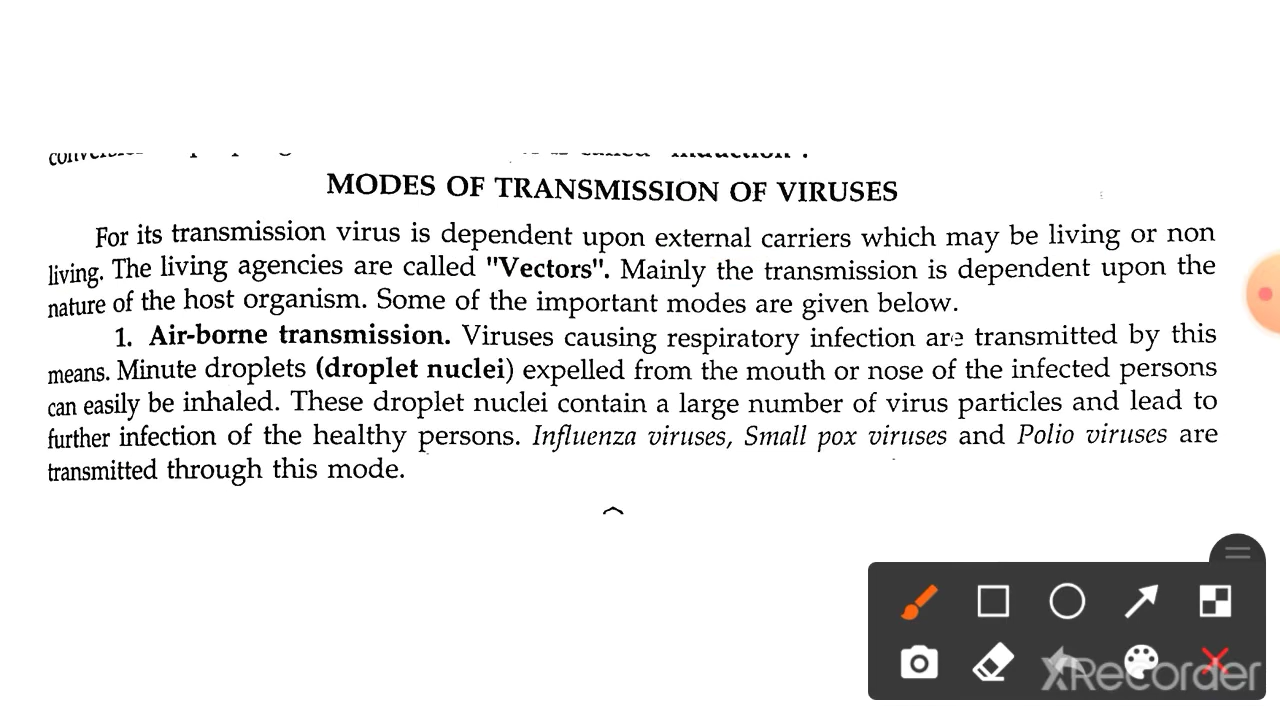 is called "induction".
MODES OF TRANSMISSION OF VIRUSES
For its transmission virus is dependent upon external carriers which may be living or non
living. The living agencies are called "Vectors". Mainly the transmission is dependent upon the
nature of the host organism. Some of the important modes are given below.
1. Air-borne transmission. Viruses causing respiratory infection are transmitted by this
means. Minute droplets (droplet nuclei) expelled from the mouth or nose of the infected persons
can easily be inhaled. These droplet nuclei contain a large number of virus particles and lead to
further infection of the healthy persons. Influenza viruses, Small pox viruses and Polio viruses are
transmitted through this mode.
XRecorder